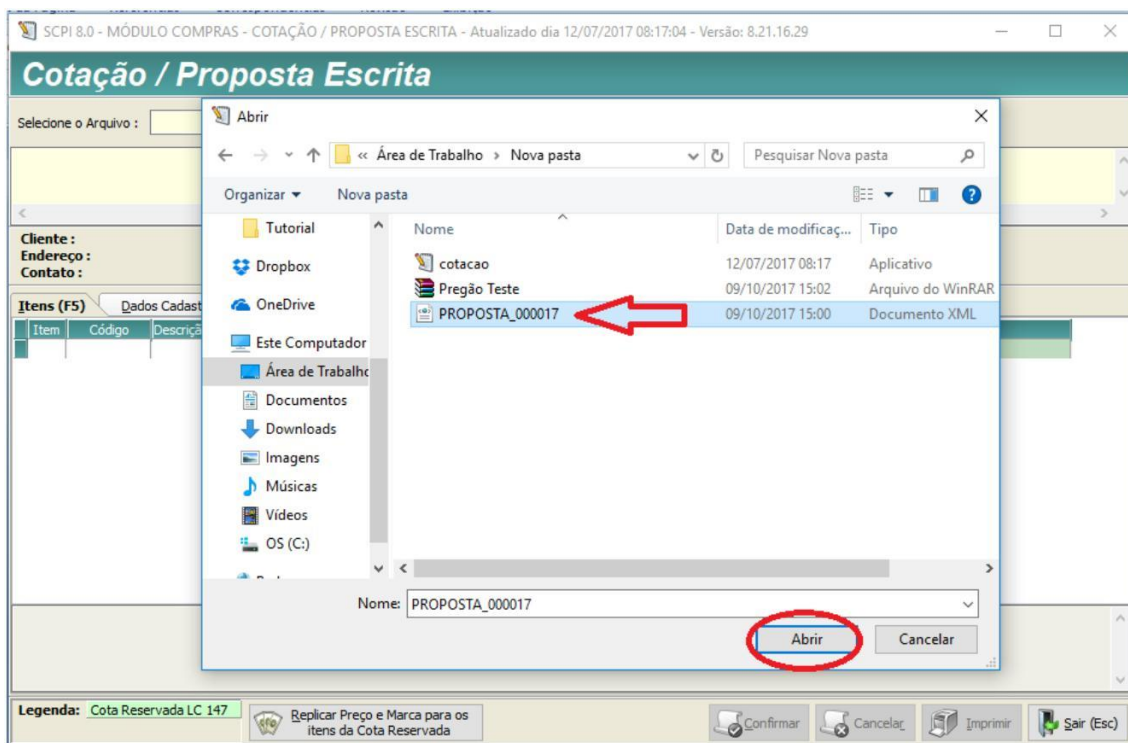 SCPI 8.0 - MÓDULO COMPRAS - COTAÇÃO / PROPOSTA ESCRITA - Atualizado dia 12/07/2017 08:17:04 - Versão: 8.21.16.29
Cotação / Proposta Escrita
Selecione o Arquivo :
Abrir
« Área de Trabalho > Nova pasta
Pesquisar Nova pasta
Organizar
Nova pasta
Cliente :
Endereço :
Contato :
Itens (F5)
Dados Cadast
Item Código Descriçã
Tutorial
Dropbox
OneDrive
Este Computador
Área de Trabalho
Documentos
Downloads
Imagens
Músicas
Vídeos
OS (C:)
Nome Data de modificaç... Tipo
cotacao 12/07/2017 08:17 Aplicativo
Pregão Teste 09/10/2017 15:02 Arquivo do WinRAR
PROPOSTA_000017 09/10/2017 15:00 Documento XML
Nome: PROPOSTA_000017
Abrir Cancelar
Legenda: Cota Reservada LC 147
Replicar Preço e Marca para os
itens da Cota Reservada
Confirmar
Cancelar
Imprimir
Sair (Esc)